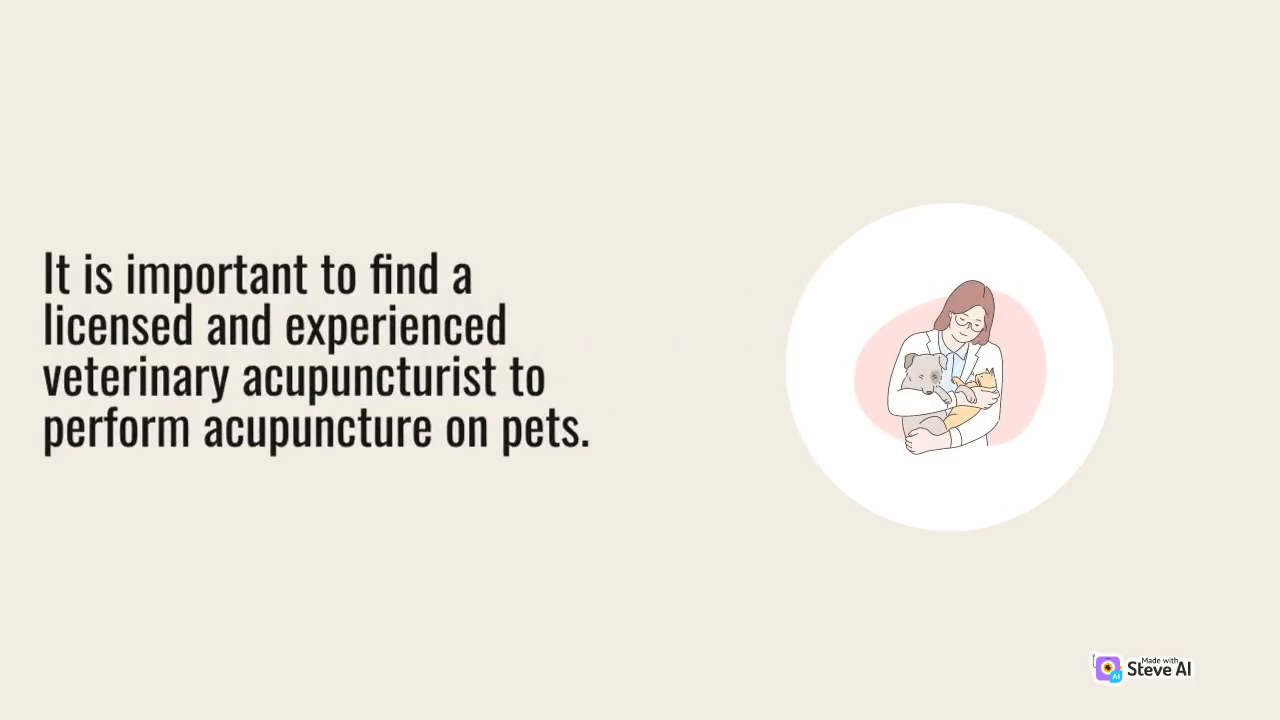 It is important to find a
licensed and experienced
veterinary acupuncturist to
perform acupuncture on pets.
Made with
Steve AI
AI